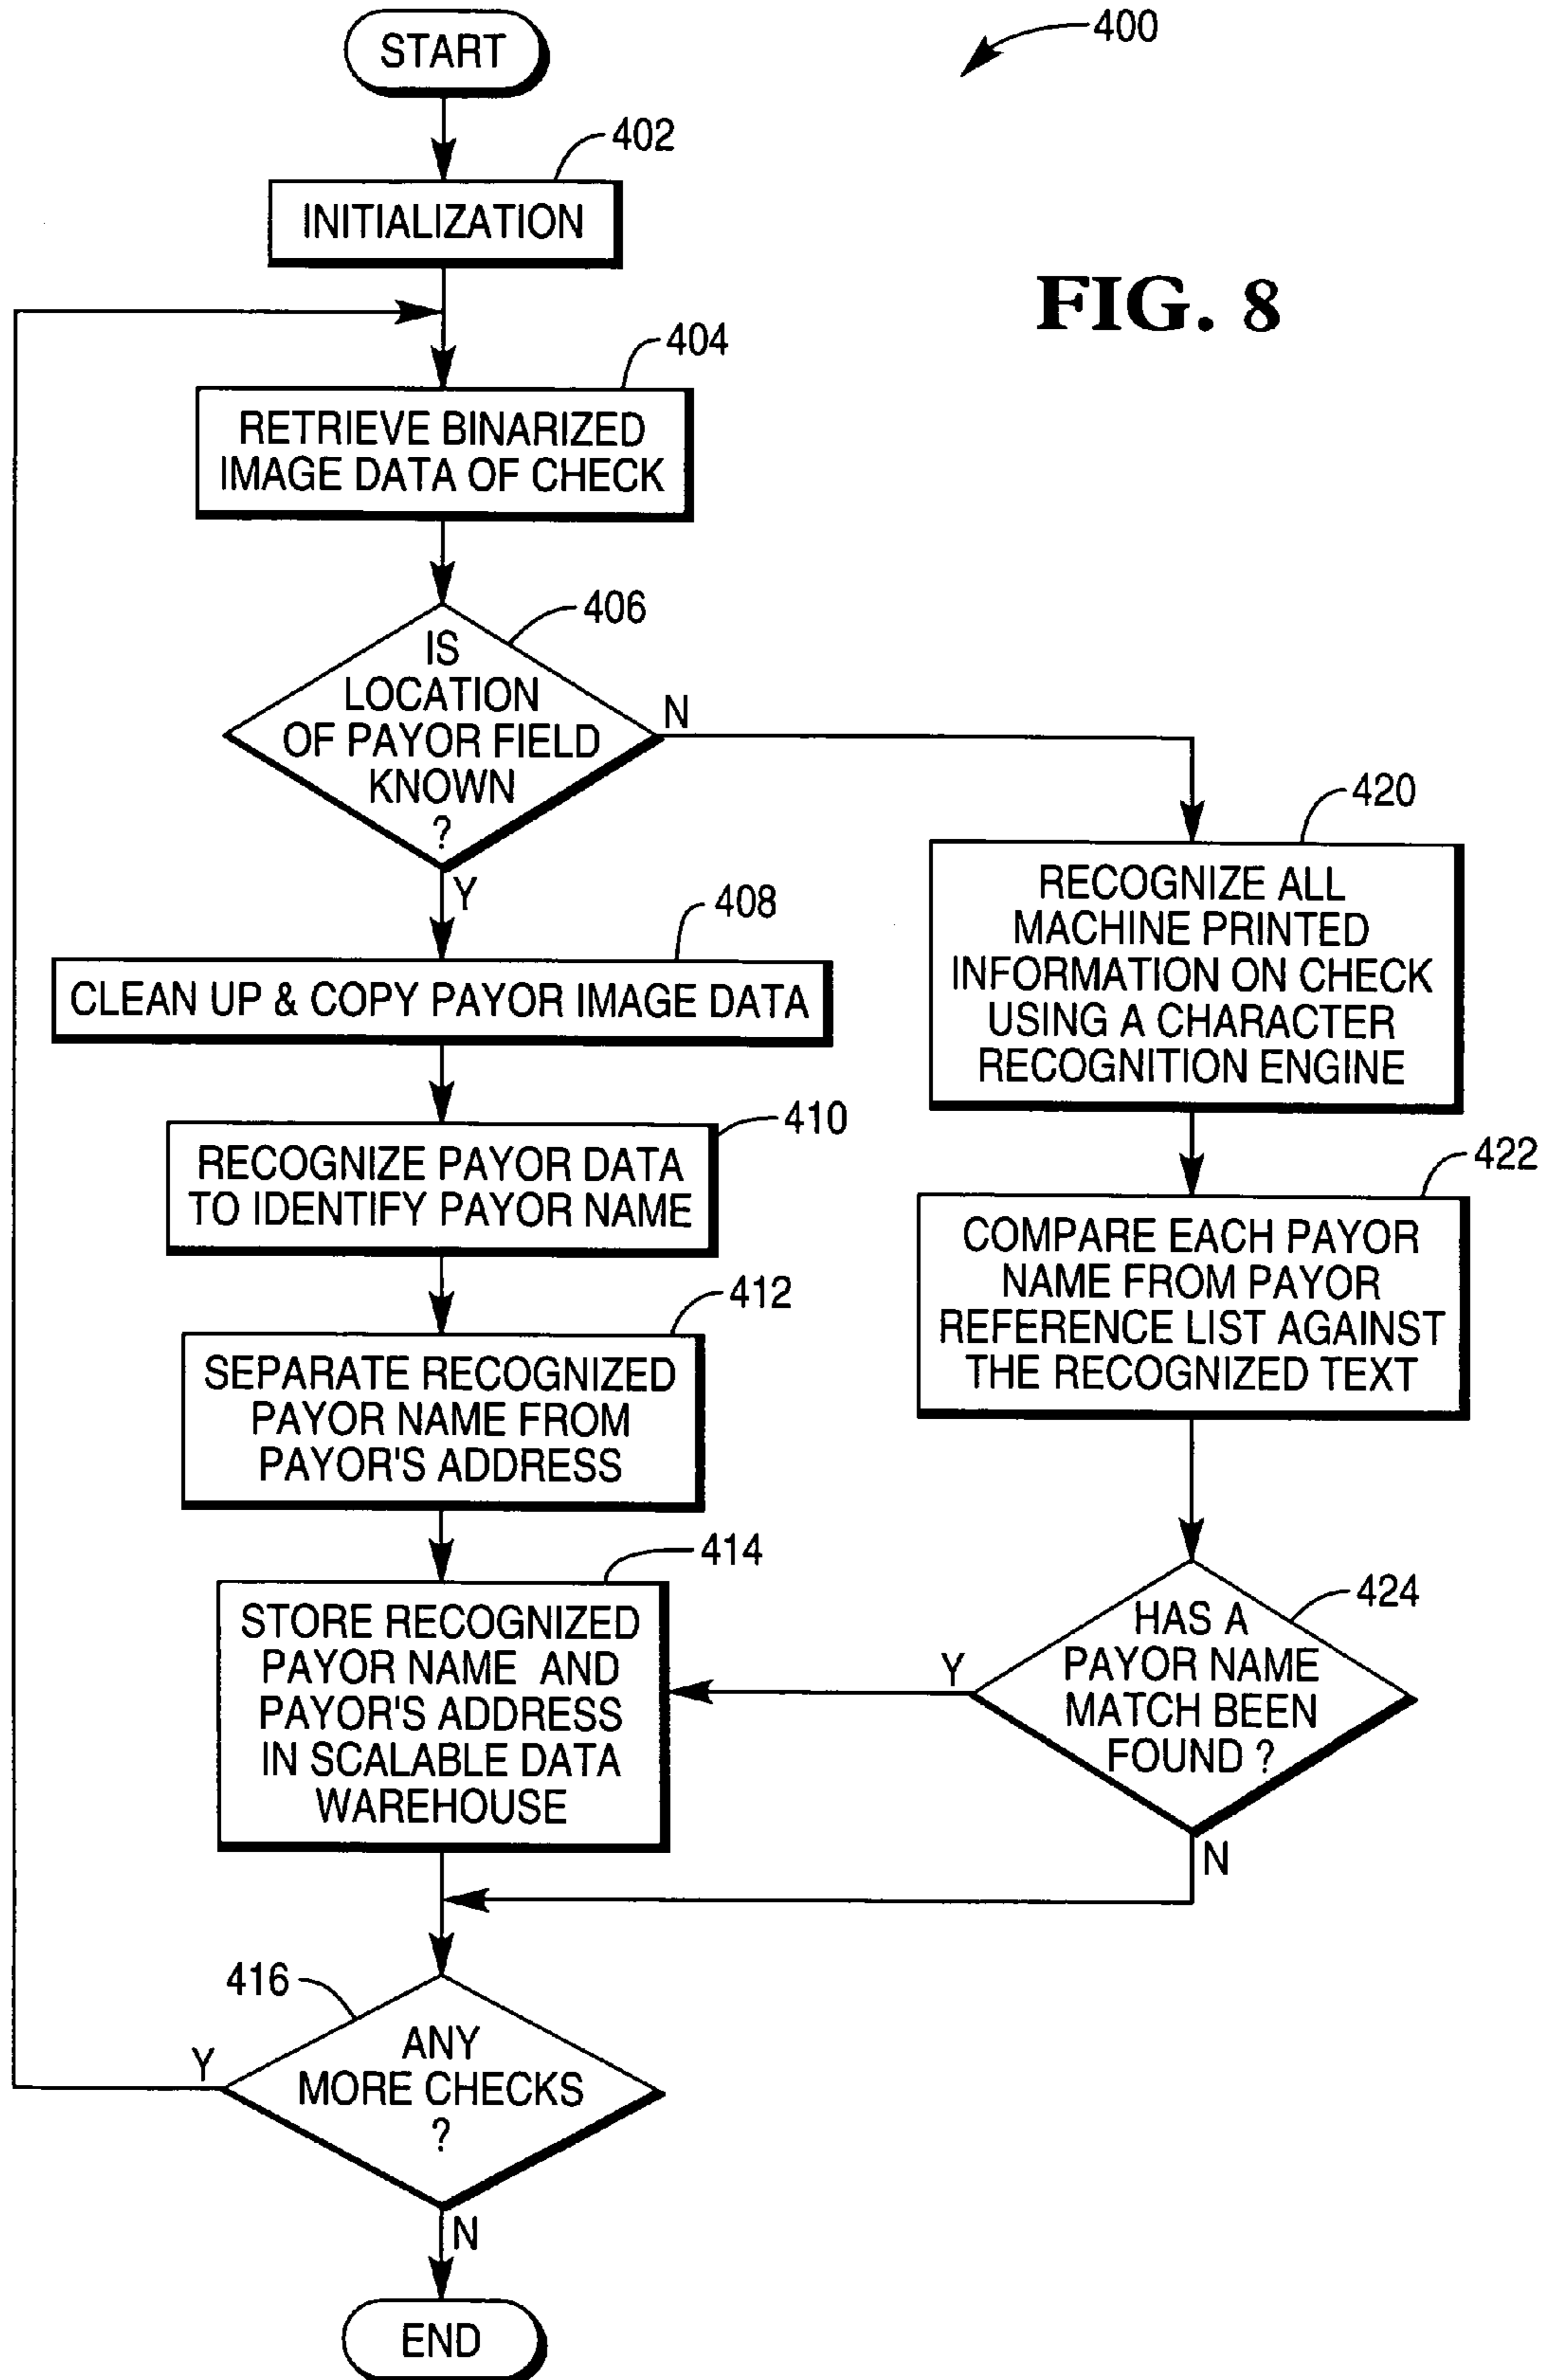 START
400
402
INITIALIZATION
FIG. 8
404
RETRIEVE BINARIZED
IMAGE DATA OF CHECK
406
IS
LOCATION
OF PAYOR FIELD
KNOWN
?
N
Y
408
CLEAN UP & COPY PAYOR IMAGE DATA
410
RECOGNIZE PAYOR DATA
TO IDENTIFY PAYOR NAME
412
SEPARATE RECOGNIZED
PAYOR NAME FROM
PAYOR'S ADDRESS
414
STORE RECOGNIZED
PAYOR NAME AND
PAYOR'S ADDRESS
IN SCALABLE DATA
WAREHOUSE
420
RECOGNIZE ALL
MACHINE PRINTED
INFORMATION ON CHECK
USING A CHARACTER
RECOGNITION ENGINE
422
COMPARE EACH PAYOR
NAME FROM PAYOR
REFERENCE LIST AGAINST
THE RECOGNIZED TEXT
424
HAS A
PAYOR NAME
MATCH BEEN
FOUND ?
Y
N
416
ANY
MORE CHECKS
?
Y
N
END